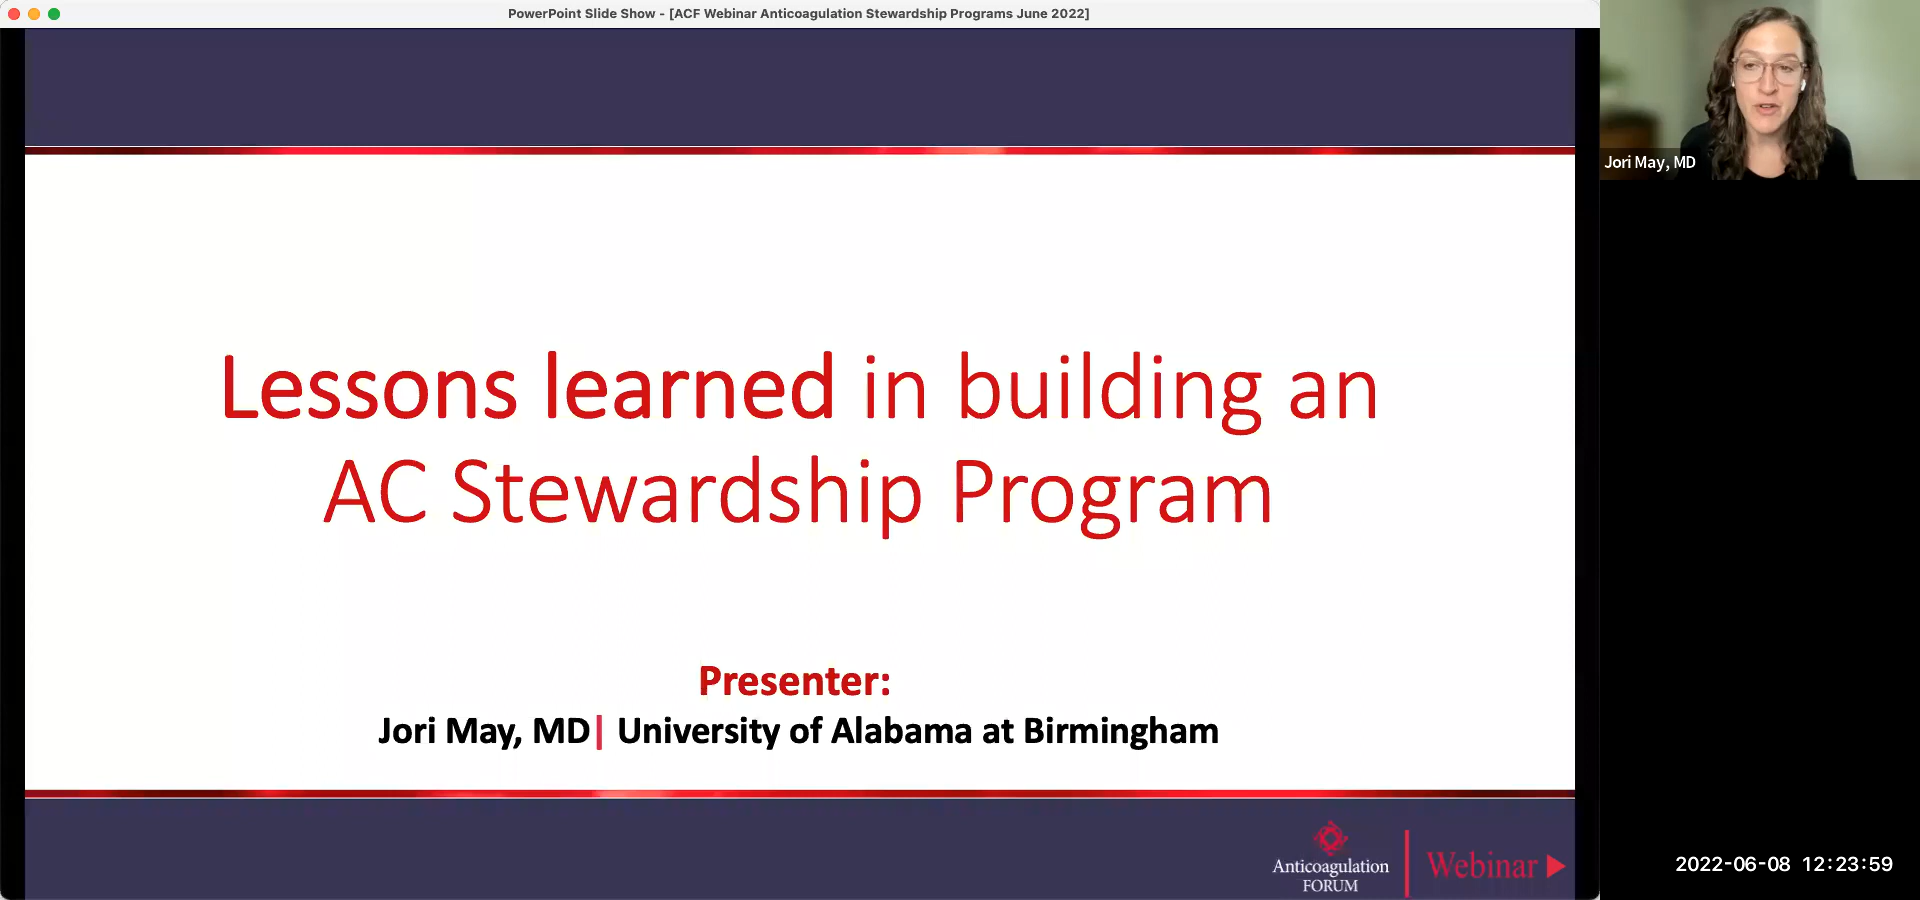 PowerPoint Slide Show - [ACF Webinar Anticoagulation Stewardship Programs June 2022]
Jori May, MD
Lessons learned in building an
AC Stewardship Program
Presenter:
Jori May, MD| University of Alabama at Birmingham
Anticoagulation
FORUM
Webinar
2022-06-08 12:23:59